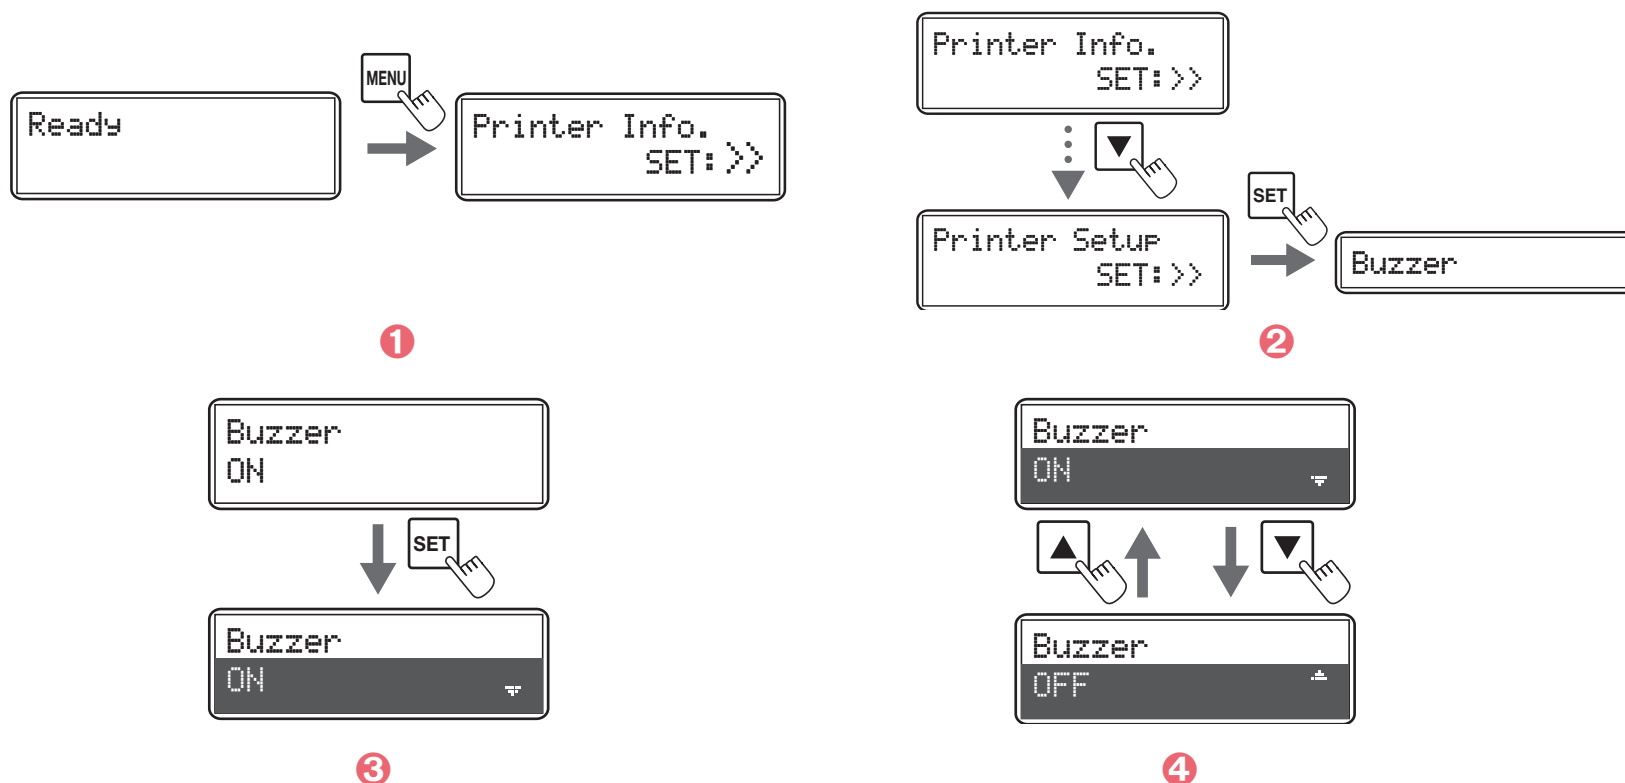 Ready
MENU
Printer Info.
SET:>>
1
Printer Info.
SET:>>
Printer Setup
SET:>>
SET
Buzzer
2
Buzzer
ON
SET
Buzzer
ON
3
Buzzer
ON
Buzzer
OFF
4